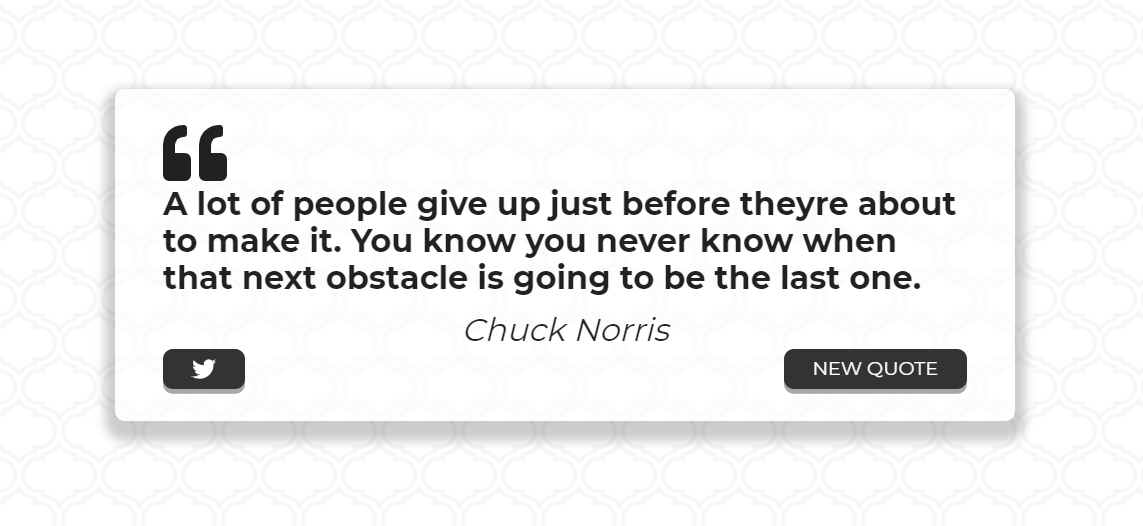 A lot of people give up just before theyre about
to make it. You know you never know when
that next obstacle is going to be the last one.
Chuck Norris
NEW QUOTE